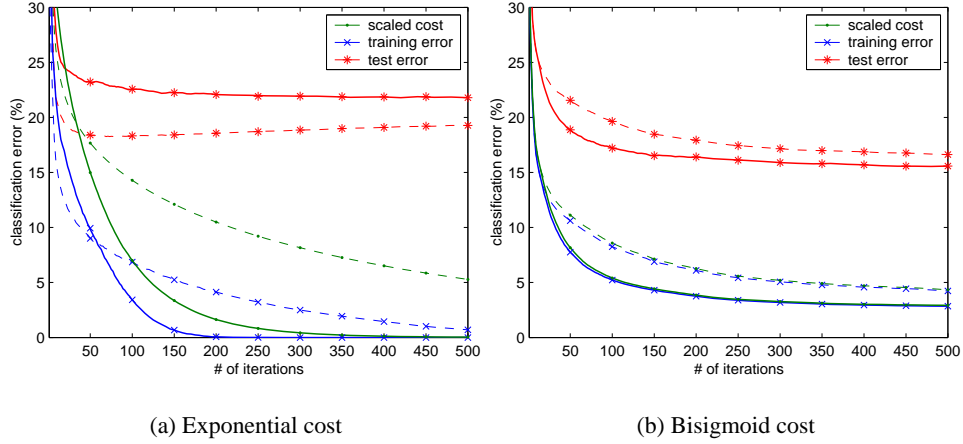 30
25
20
15
10
5
0
classification error (%)
scaled cost
training error
test error
50 100 150 200 250 300 350 400 450 500
# of iterations
(a) Exponential cost
30
25
20
15
10
5
0
classification error (%)
scaled cost
training error
test error
50 100 150 200 250 300 350 400 450 500
# of iterations
(b) Bisigmoid cost